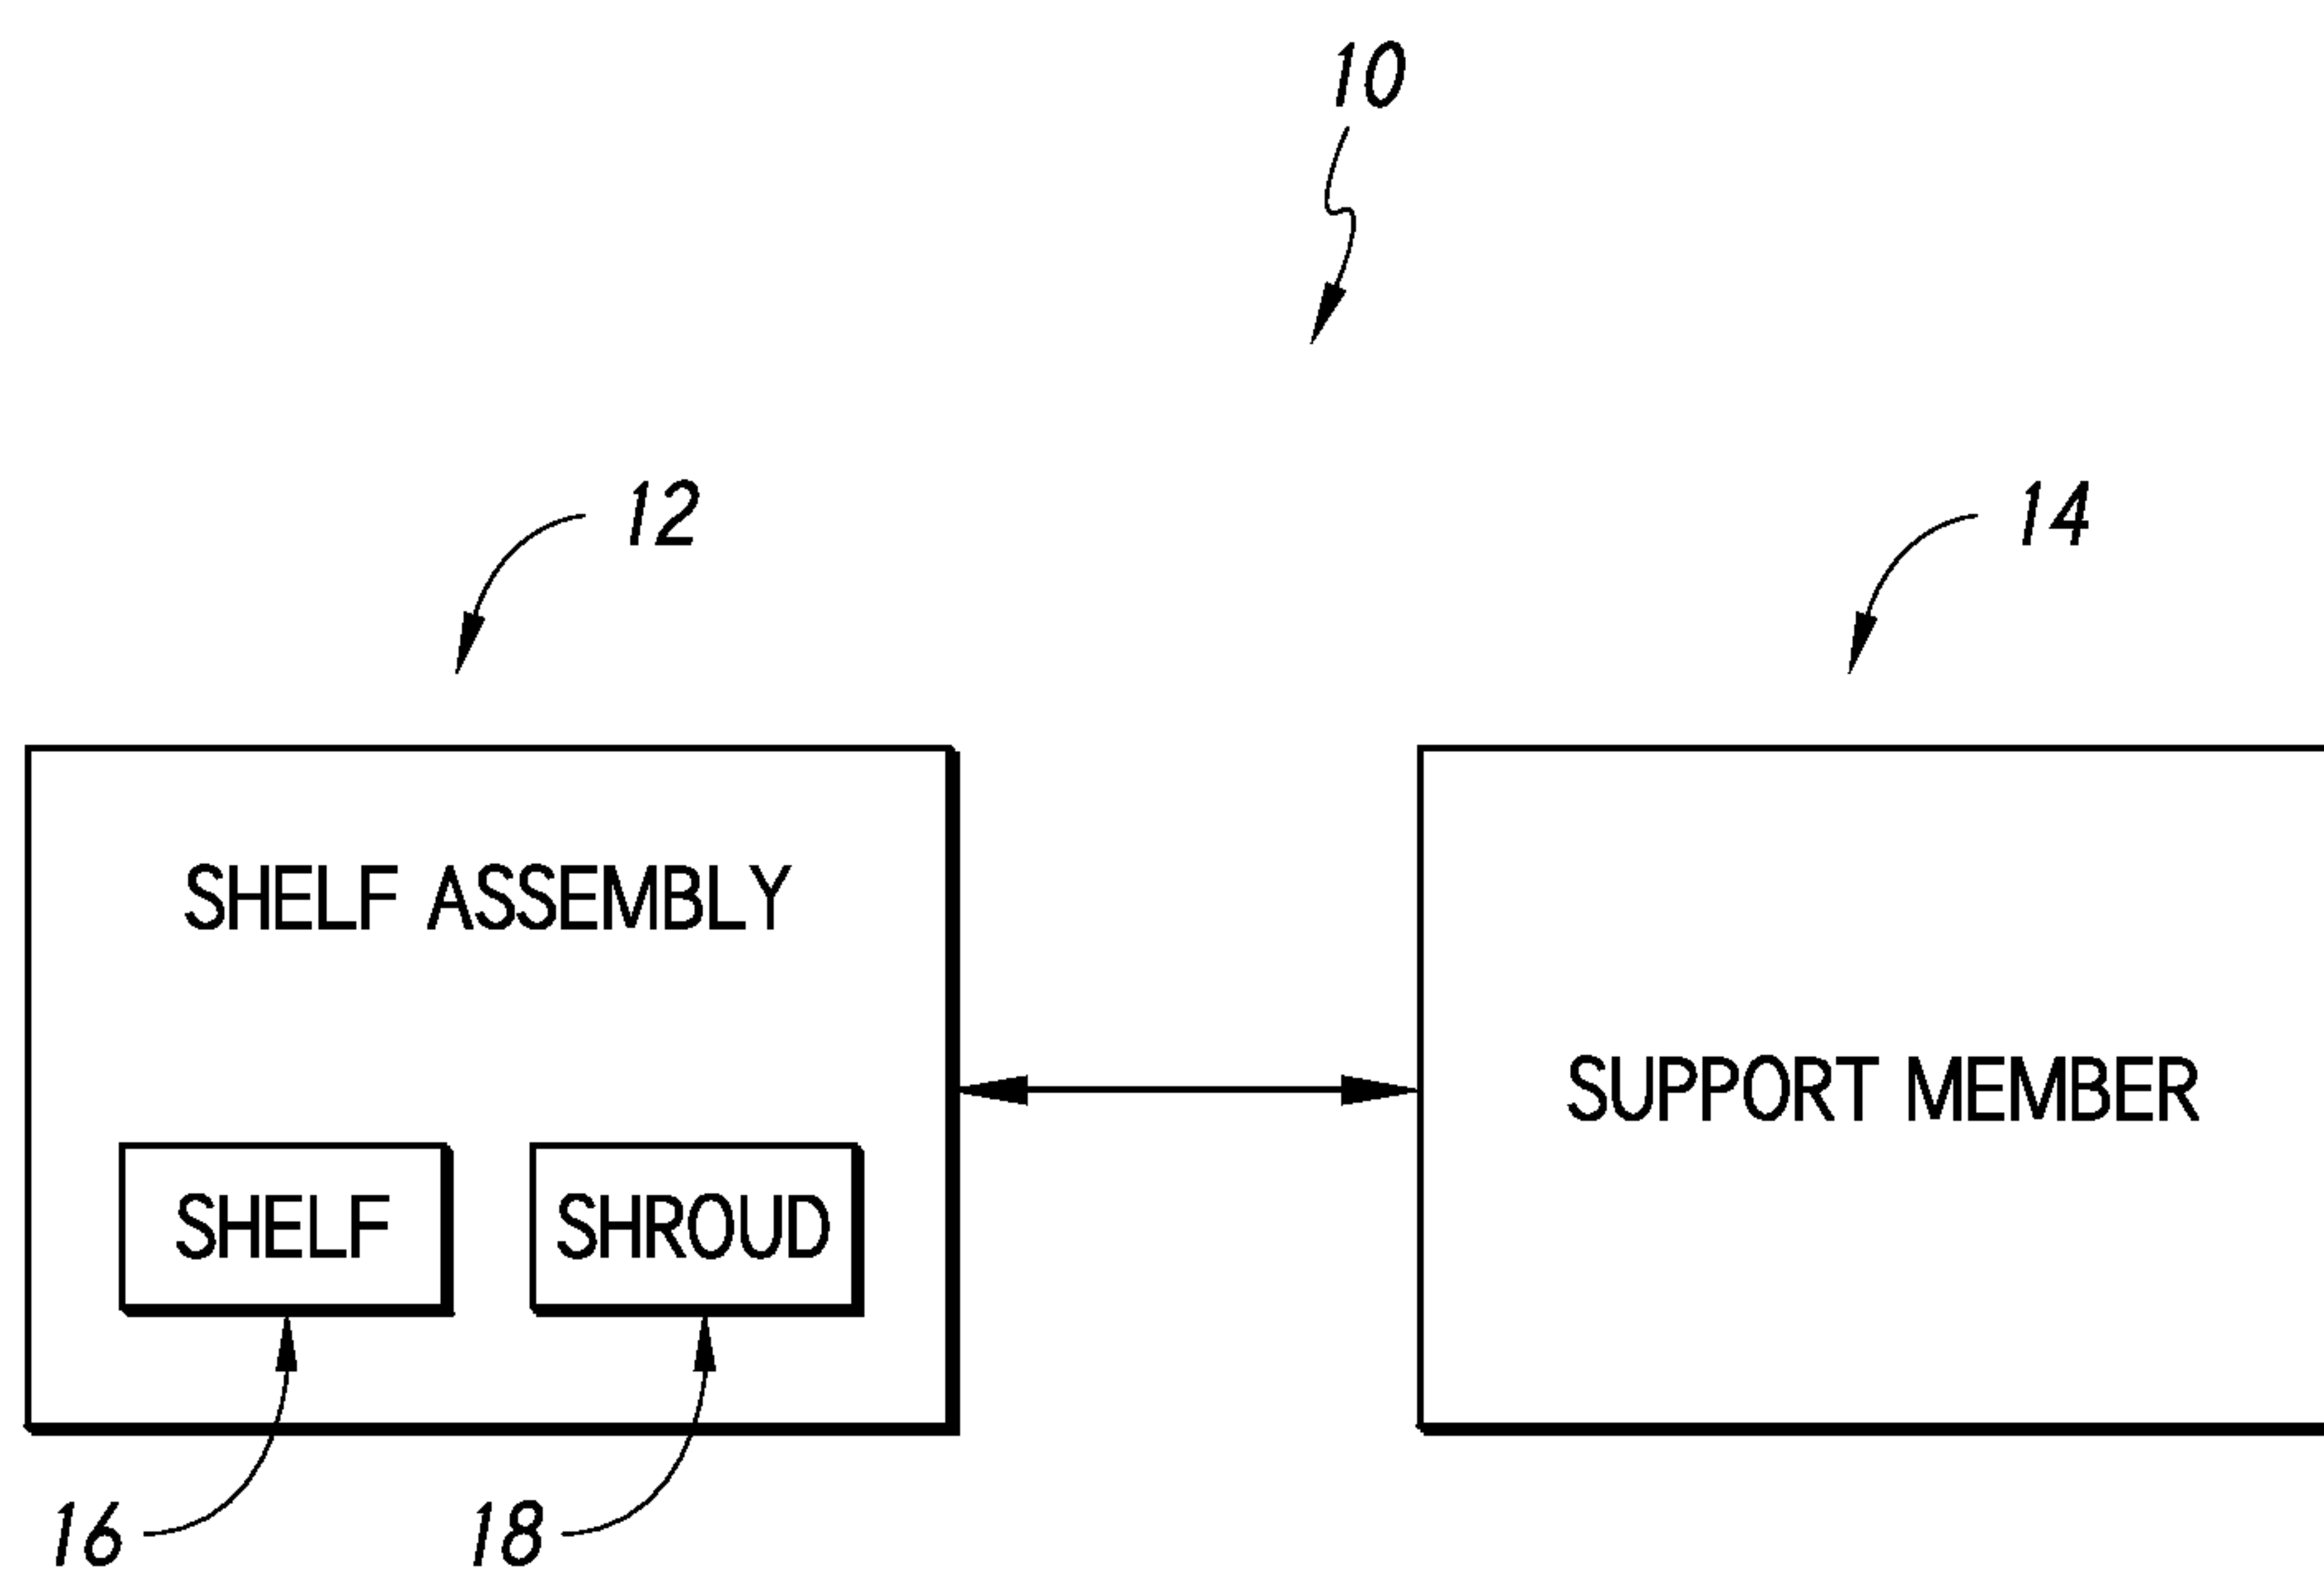 10
12
14
SHELF ASSEMBLY
SUPPORT MEMBER
SHELF
SHROUD
16
18